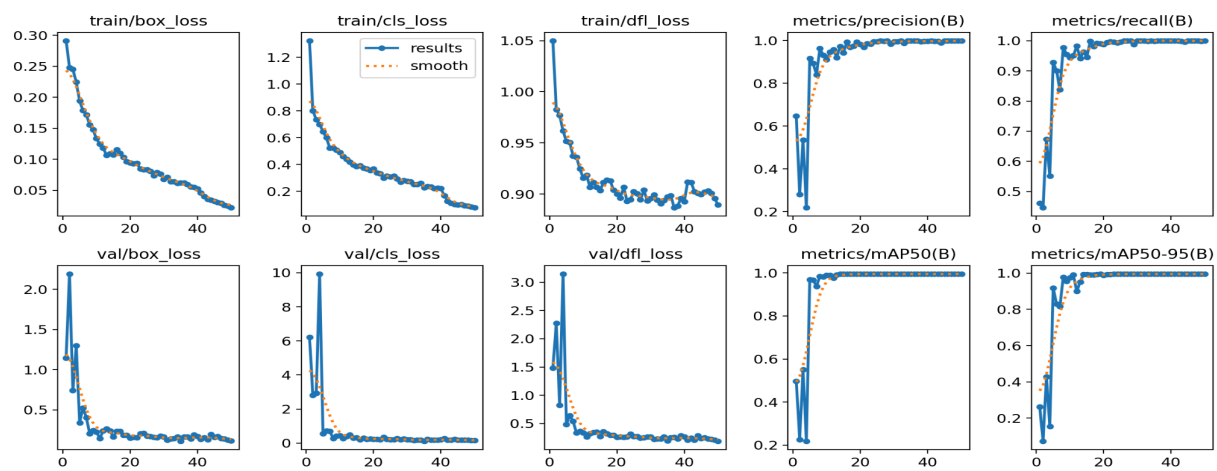 train/box_loss
train/cls_loss
train/dfl_loss
metrics/precision(B)
metrics/recall(B)
0.30
0.25
0.20
0.15
0.10
0.05
0 20 40
1.2
1.0
0.8
0.6
0.4
0.2
0 20 40
results
smooth
1.05
1.00
0.95
0.90
0 20 40
1.0
0.8
0.6
0.4
0.2
0 20 40
1.0
0.9
0.8
0.7
0.6
0.5
0 20 40
val/box_loss
val/cls_loss
val/dfl_loss
metrics/mAP50(B)
metrics/mAP50-95(B)
2.0
1.5
1.0
0.5
0 20 40
10
8
6
4
2
0
0 20 40
3.0
2.5
2.0
1.5
1.0
0.5
0 20 40
1.0
0.8
0.6
0.4
0.2
0 20 40
1.0
0.8
0.6
0.4
0.2
0 20 40